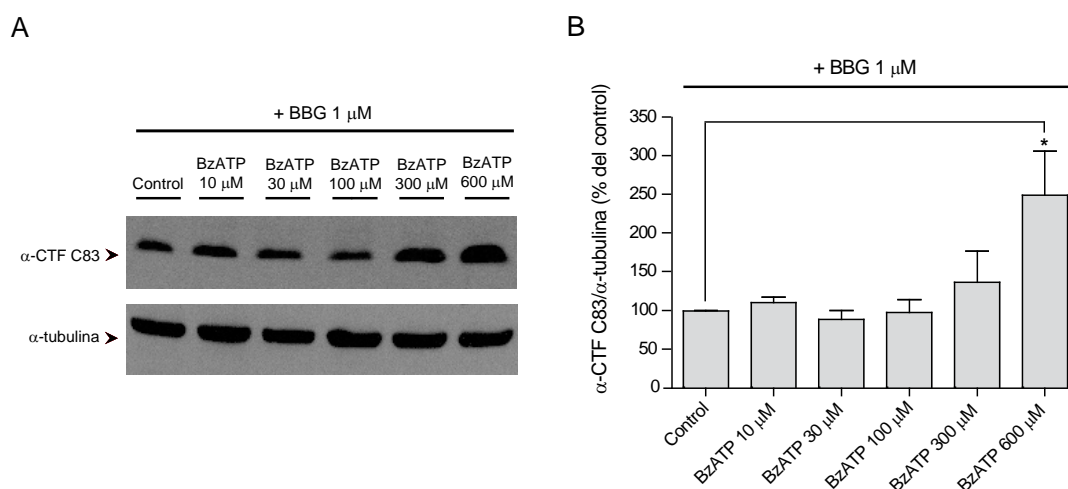 A
+ BBG 1 μM
Control
BzATP
10 μM
BzATP
30 μM
BzATP
100 μM
BzATP
300 μM
BzATP
600 μM
α-CTF C83
α-tubulina
B
+ BBG 1 μM
α-CTF C83/α-tubulina (% del control)
350
300
250
200
150
100
50
0
*
Control
BzATP 10 μM
BzATP 30 μM
BzATP 100 μM
BzATP 300 μM
BzATP 600 μM